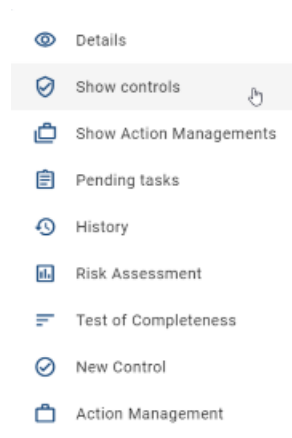 Details
Show controls
Show Action Managements
Pending tasks
History
Risk Assessment
Test of Completeness
New Control
Action Management